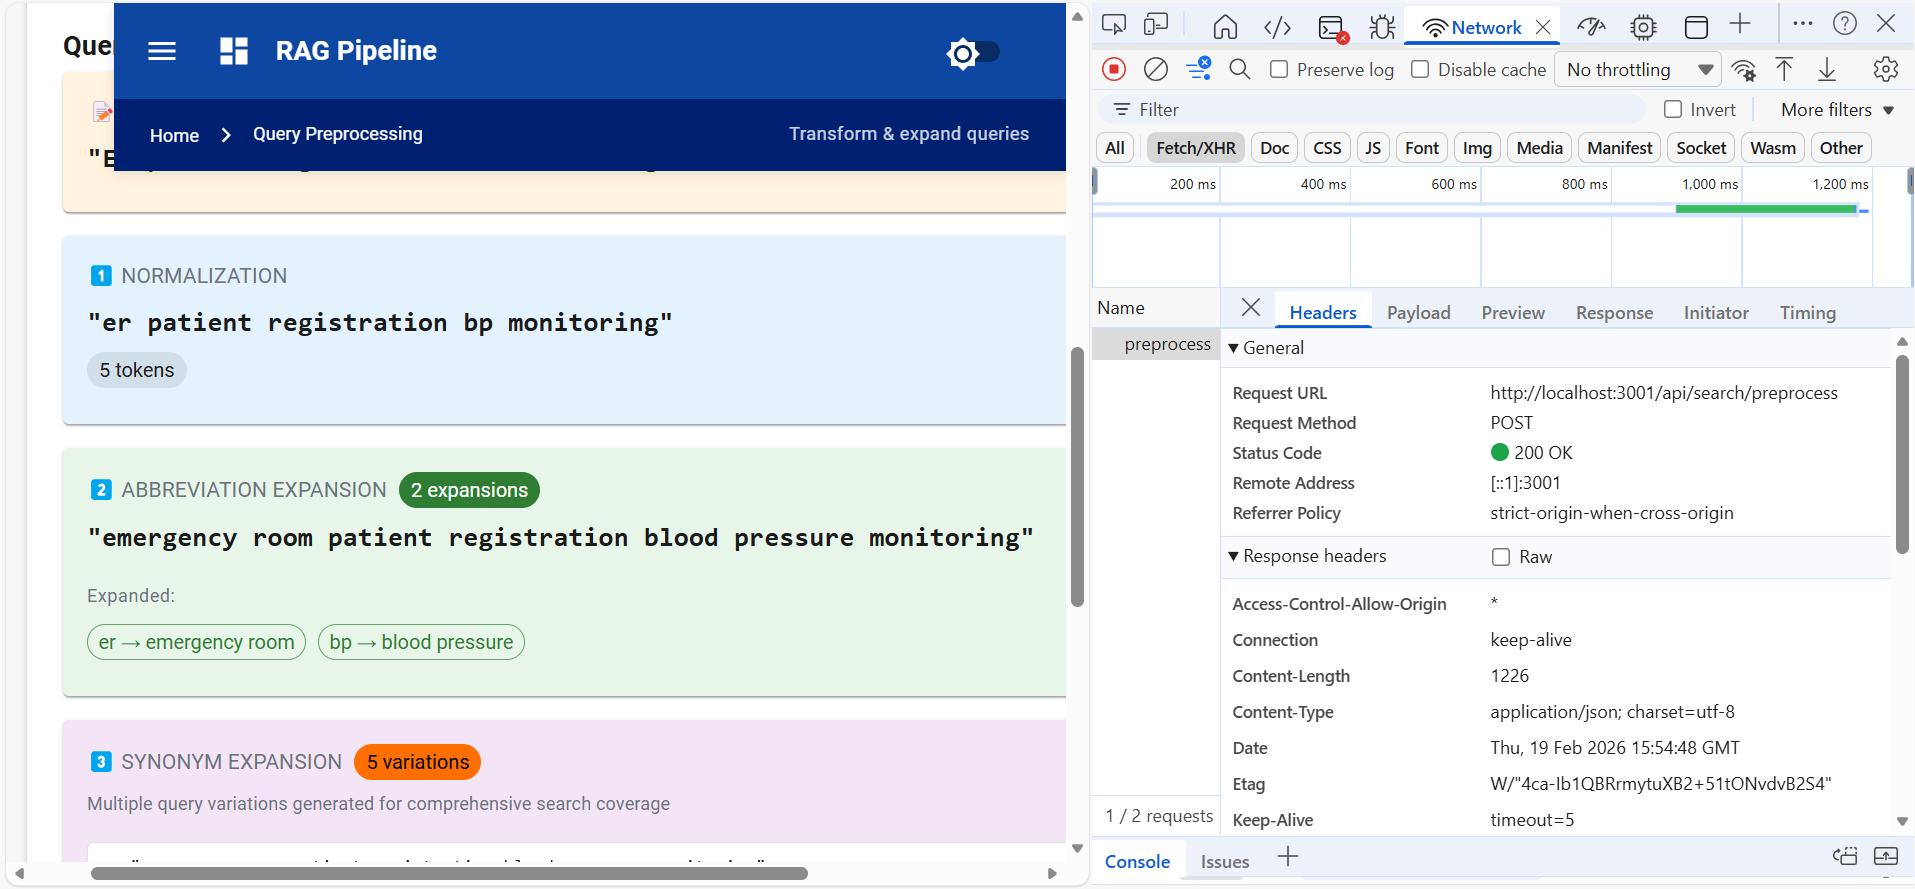 RAG Pipeline
Home
Query Preprocessing
Transform & expand queries
1 NORMALIZATION
"er patient registration bp monitoring"
5 tokens
2 ABBREVIATION EXPANSION 2 expansions
"emergency room patient registration blood pressure monitoring"
Expanded:
er → emergency room bp → blood pressure
3 SYNONYM EXPANSION 5 variations
Multiple query variations generated for comprehensive search coverage
Network
Preserve log Disable cache No throttling
Filter Invert More filters
All Fetch/XHR Doc CSS JS Font Img Media Manifest Socket Wasm Other
200 ms 400 ms 600 ms 800 ms 1,000 ms 1,200 ms
Name
preprocess
1 / 2 requests
Headers Payload Preview Response Initiator Timing
General
Request URL http://localhost:3001/api/search/preprocess
Request Method POST
Status Code 200 OK
Remote Address [::1]:3001
Referrer Policy strict-origin-when-cross-origin
Response headers Raw
Access-Control-Allow-Origin *
Connection keep-alive
Content-Length 1226
Content-Type application/json; charset=utf-8
Date Thu, 19 Feb 2026 15:54:48 GMT
Etag W/"4ca-Ib1QBRrmytuXB2+51tONvdvB2S4"
Keep-Alive timeout=5
Console Issues